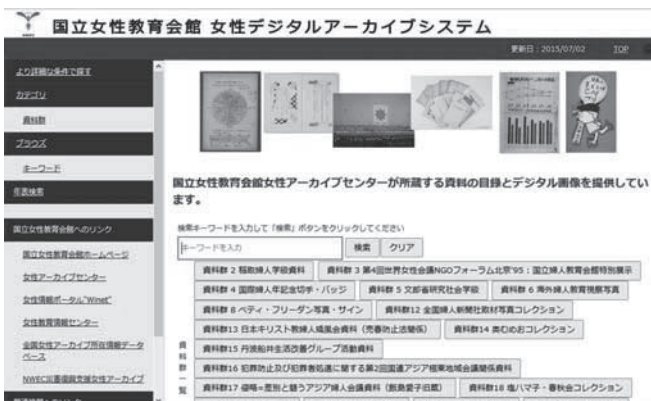 国立女性教育会館 女性デジタルアーカイブシステム
更新日:2015/07/02 TOP
より詳細な条件で探す
カテゴリ
資料群
ブラウズ
キーワード
年表検索
国立女性教育会館へのリンク
国立女性教育会館ホームページ
女性アーカイブセンター
女性情報ポータル"Winet"
女性教育情報センター
全国女性アーカイブ所在情報データベース
NWEC災害復興支援女性アーカイブ
国立女性教育会館女性アーカイブセンターが所蔵する資料の目録とデジタル画像を提供しています。
検索キーワードを入力して「検索」ボタンをクリックしてください
キーワードを入力 検索 クリア
資料群一覧
資料群 2 稲取婦人学級資料 資料群 3 第4回世界女性会議NGOフォーラム北京'95:国立婦人教育会館特別展示
資料群 4 国際婦人年記念切手・バッジ 資料群 5 文部省研究社会学級 資料群 6 海外婦人教育視察写真
資料群 8 ベティ・フリーダン写真・サイン 資料群12 全国婦人新聞社取材写真コレクション
資料群13 日本キリスト教婦人矯風会資料(売春防止法関係) 資料群14 奥むめおコレクション
資料群15 丹波船井生活改善グループ活動資料
資料群16 犯罪防止及び犯罪者処遇に関する第2回国連アジア極東地域会議関係資料
資料群17 侵略=差別と闘うアジア婦人会議資料(飯島愛子旧蔵) 資料群18 塩ハマ子・春秋会コレクション